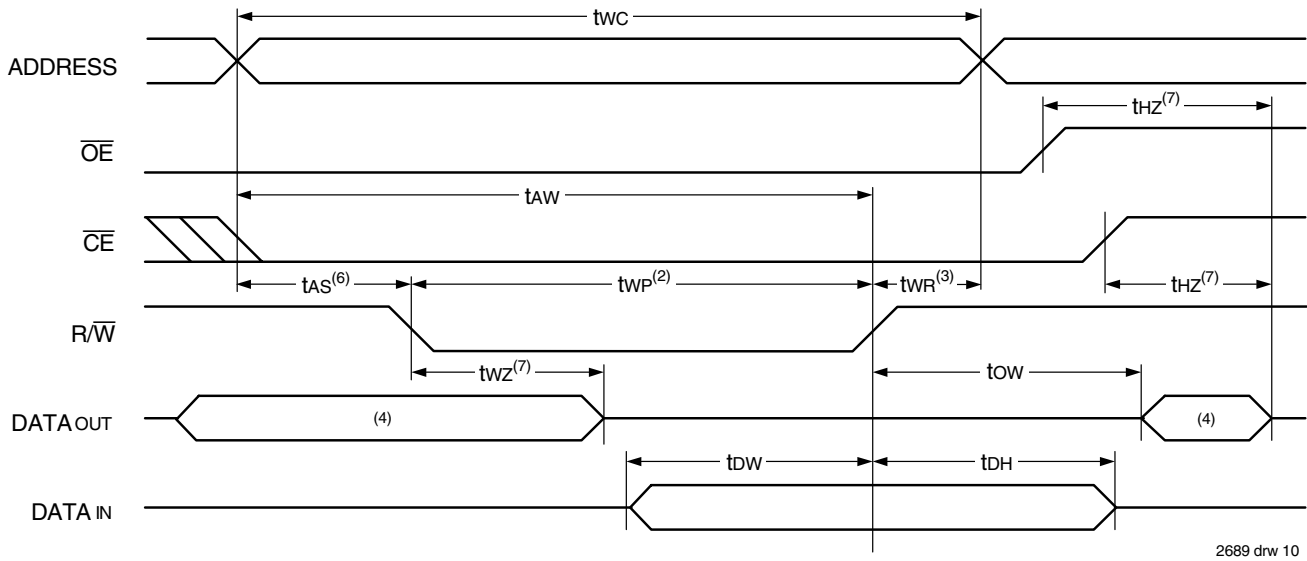 tWC
ADDRESS
tHZ(7)
OE
tAW
CE
tAS(6) tWP(2) tWR(3) tHZ(7)
R/W
tWZ(7) tOW
DATA OUT (4) (4)
tDW tDH
DATA IN
2689 drw 10